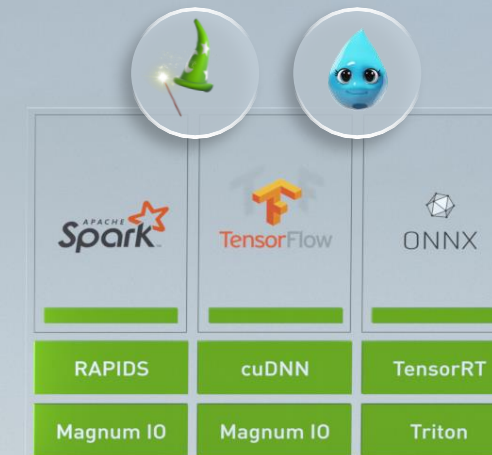 APACHE
Spark TensorFlow ONNX
RAPIDS cuDNN TensorRT
Magnum IO Magnum IO Triton